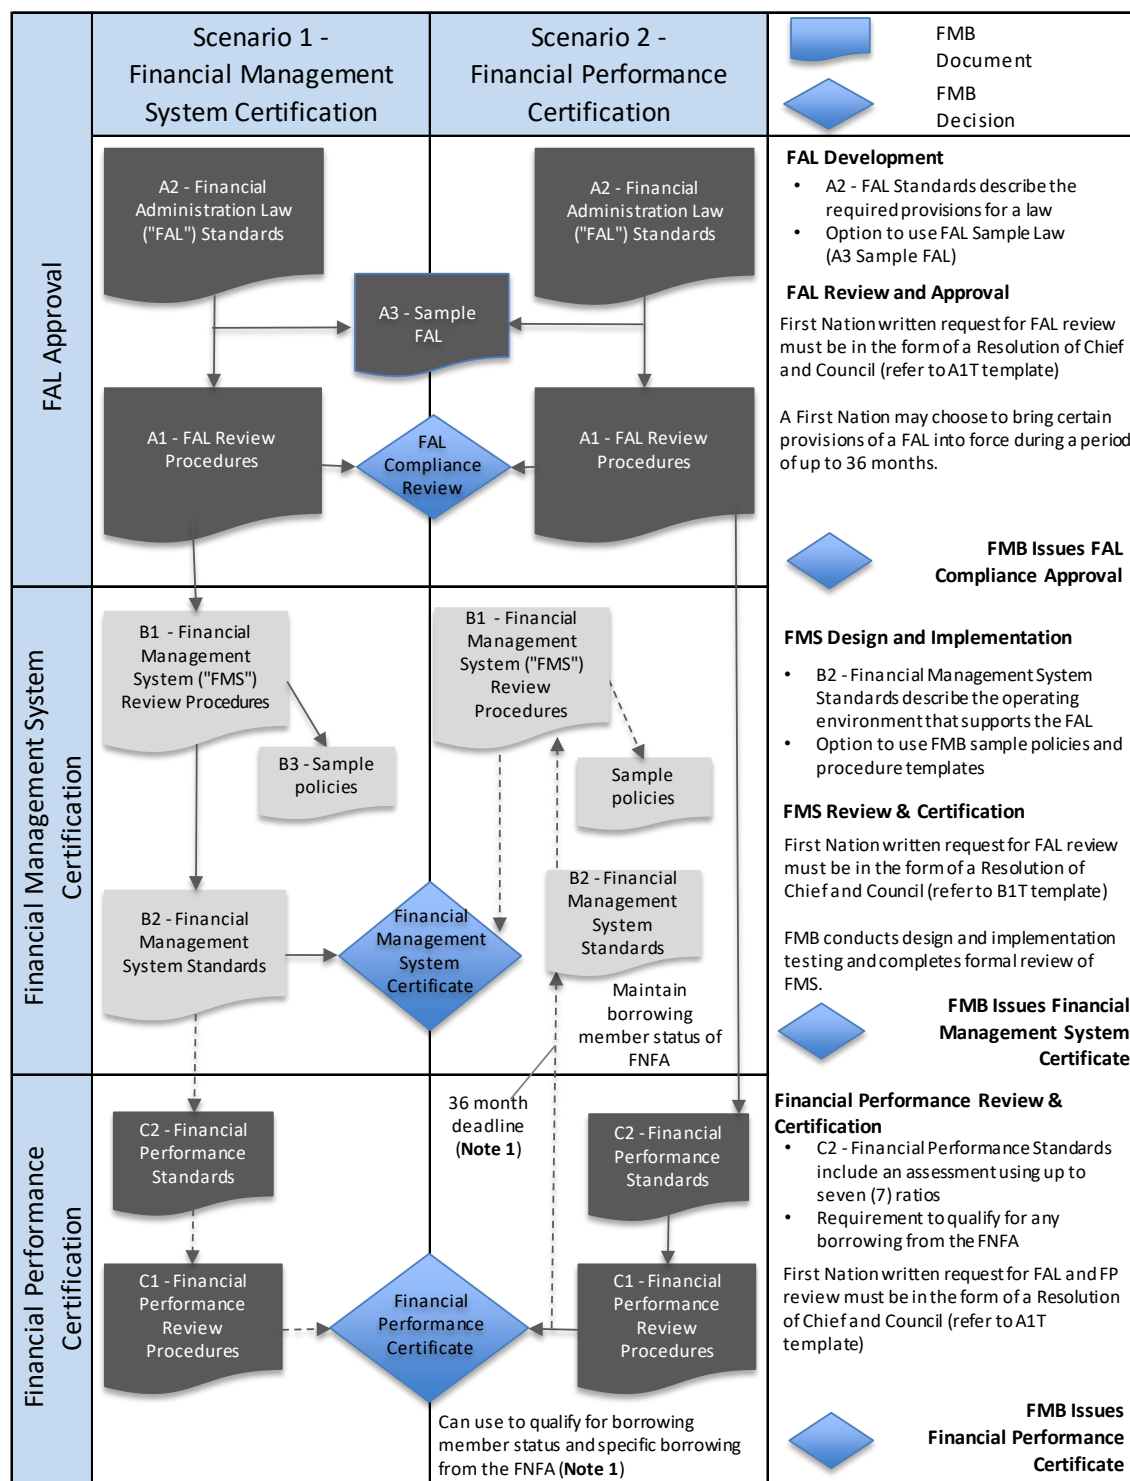 Scenario 1 -
Financial Management
System Certification
Scenario 2 -
Financial Performance
Certification
FMB
Document
FMB
Decision
FAL Approval
A2 - Financial
Administration Law
("FAL") Standards
A2 - Financial
Administration Law
("FAL") Standards
A3 - Sample
FAL
A1 - FAL Review
Procedures
FAL
Compliance
Review
A1 - FAL Review
Procedures
FAL Development
• A2 - FAL Standards describe the
required provisions for a law
• Option to use FAL Sample Law
(A3 Sample FAL)
FAL Review and Approval
First Nation written request for FAL review
must be in the form of a Resolution of Chief
and Council (refer to A1T template)
A First Nation may choose to bring certain
provisions of a FAL into force during a period
of up to 36 months.
FMB Issues FAL
Compliance Approval
Financial Management System
Certification
B1 - Financial
Management
System ("FMS")
Review Procedures
B3 - Sample
policies
B2 - Financial
Management
System Standards
Financial
Management
System
Certificate
B1 - Financial
Management
System ("FMS")
Review
Procedures
Sample
policies
B2 - Financial
Management
System
Standards
Maintain
borrowing
member status of
FNFA
FMS Design and Implementation
• B2 - Financial Management System
Standards describe the operating
environment that supports the FAL
• Option to use FMB sample policies and
procedure templates
FMS Review & Certification
First Nation written request for FAL review
must be in the form of a Resolution of
Chief and Council (refer to B1T template)
FMB conducts design and implementation
testing and completes formal review of
FMS.
FMB Issues Financial
Management System
Certificate
Financial Performance
Certification
C2 - Financial
Performance
Standards
C1 - Financial
Performance
Review
Procedures
Financial
Performance
Certificate
36 month
deadline
(Note 1)
C2 - Financial
Performance
Standards
C1 - Financial
Performance
Review
Procedures
Can use to qualify for borrowing
member status and specific borrowing
from the FNFA (Note 1)
Financial Performance Review &
Certification
• C2 - Financial Performance Standards
include an assessment using up to
seven (7) ratios
• Requirement to qualify for any
borrowing from the FNFA
First Nation written request for FAL and FP
review must be in the form of a Resolution
of Chief and Council (refer to A1T
template)
FMB Issues
Financial Performance
Certificate